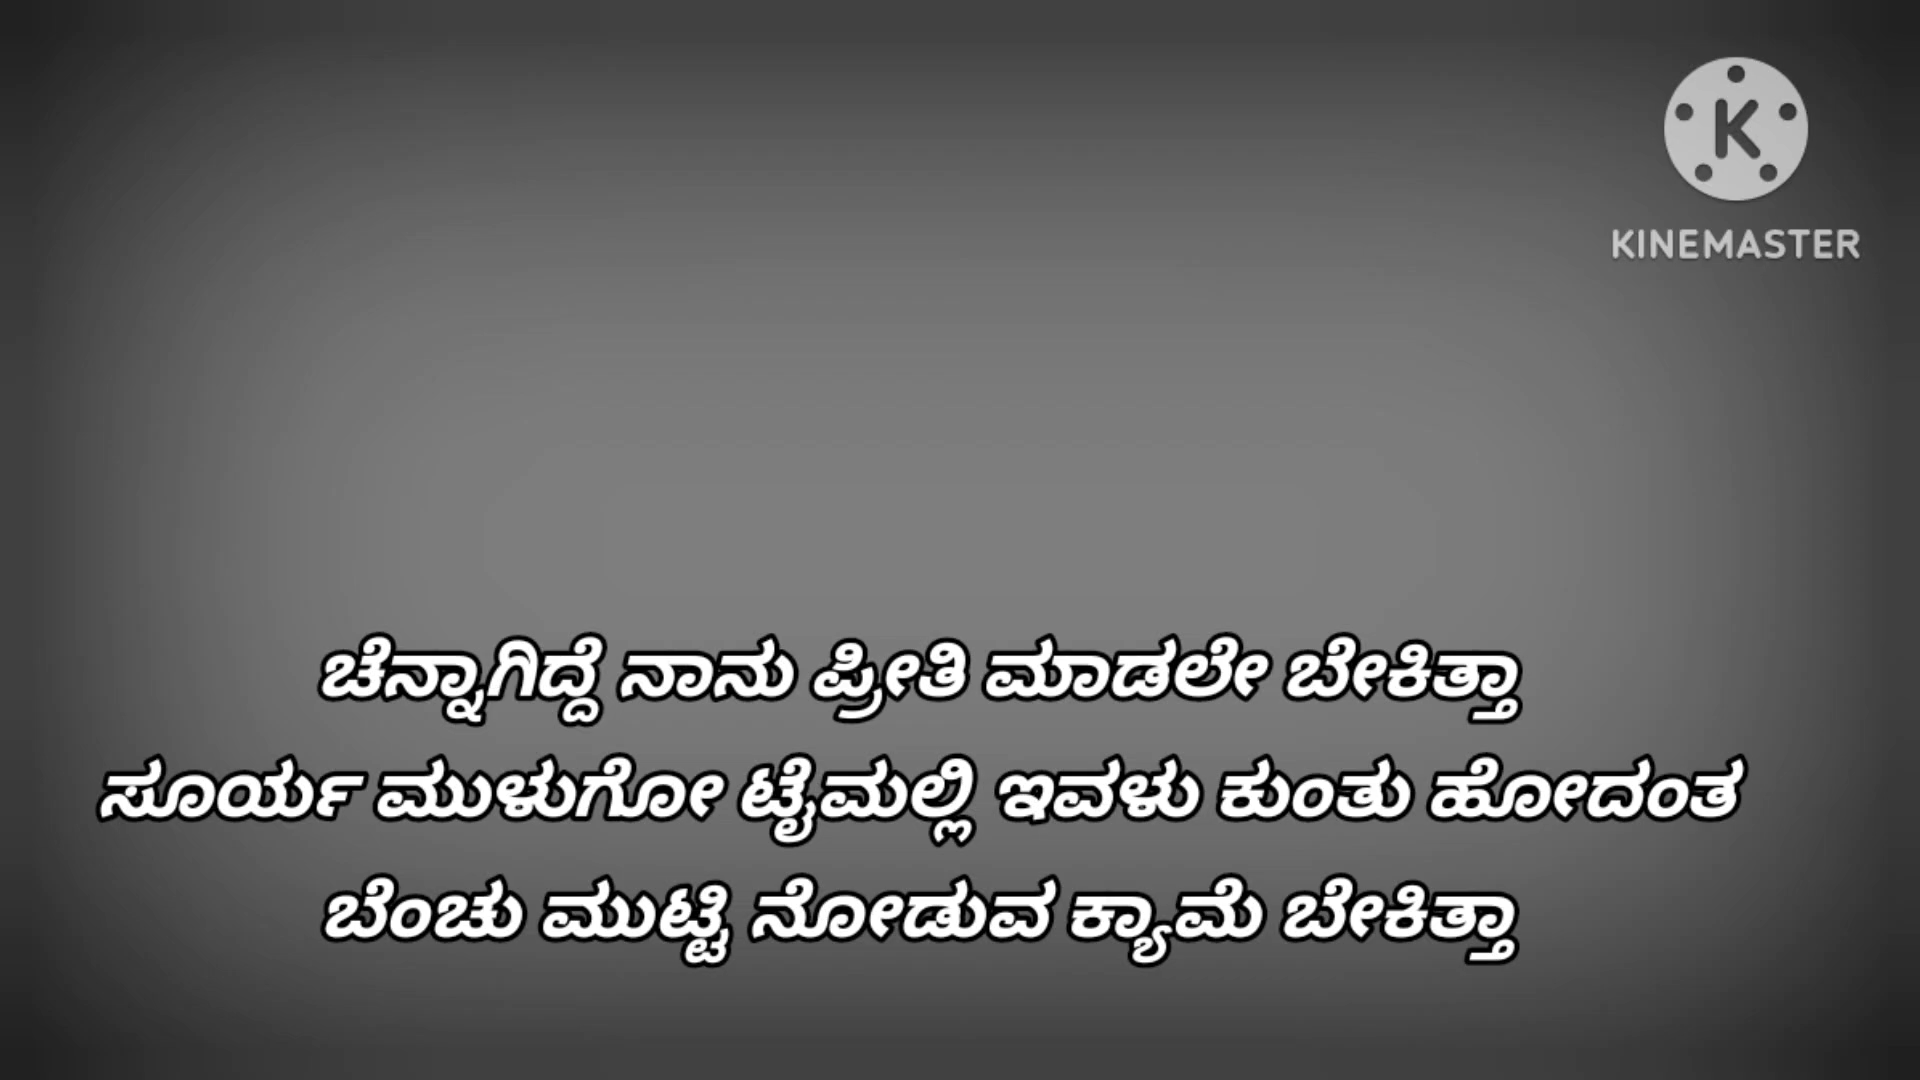 KINEMASTER
ಚೆನ್ನಾಗಿದ್ದೆ ನಾನು ಪ್ರೀತಿ ಮಾಡಲೇ ಬೇಕಿತ್ತಾ
ಸೂರ್ಯ ಮುಳುಗೋ ಟೈಮಲ್ಲಿ ಇವಳು ಕುಂತು ಹೋದಂತ
ಬೆಂಚು ಮುಟ್ಟಿ ನೋಡುವ ಕ್ಯಾಮೆ ಬೇಕಿತ್ತಾ